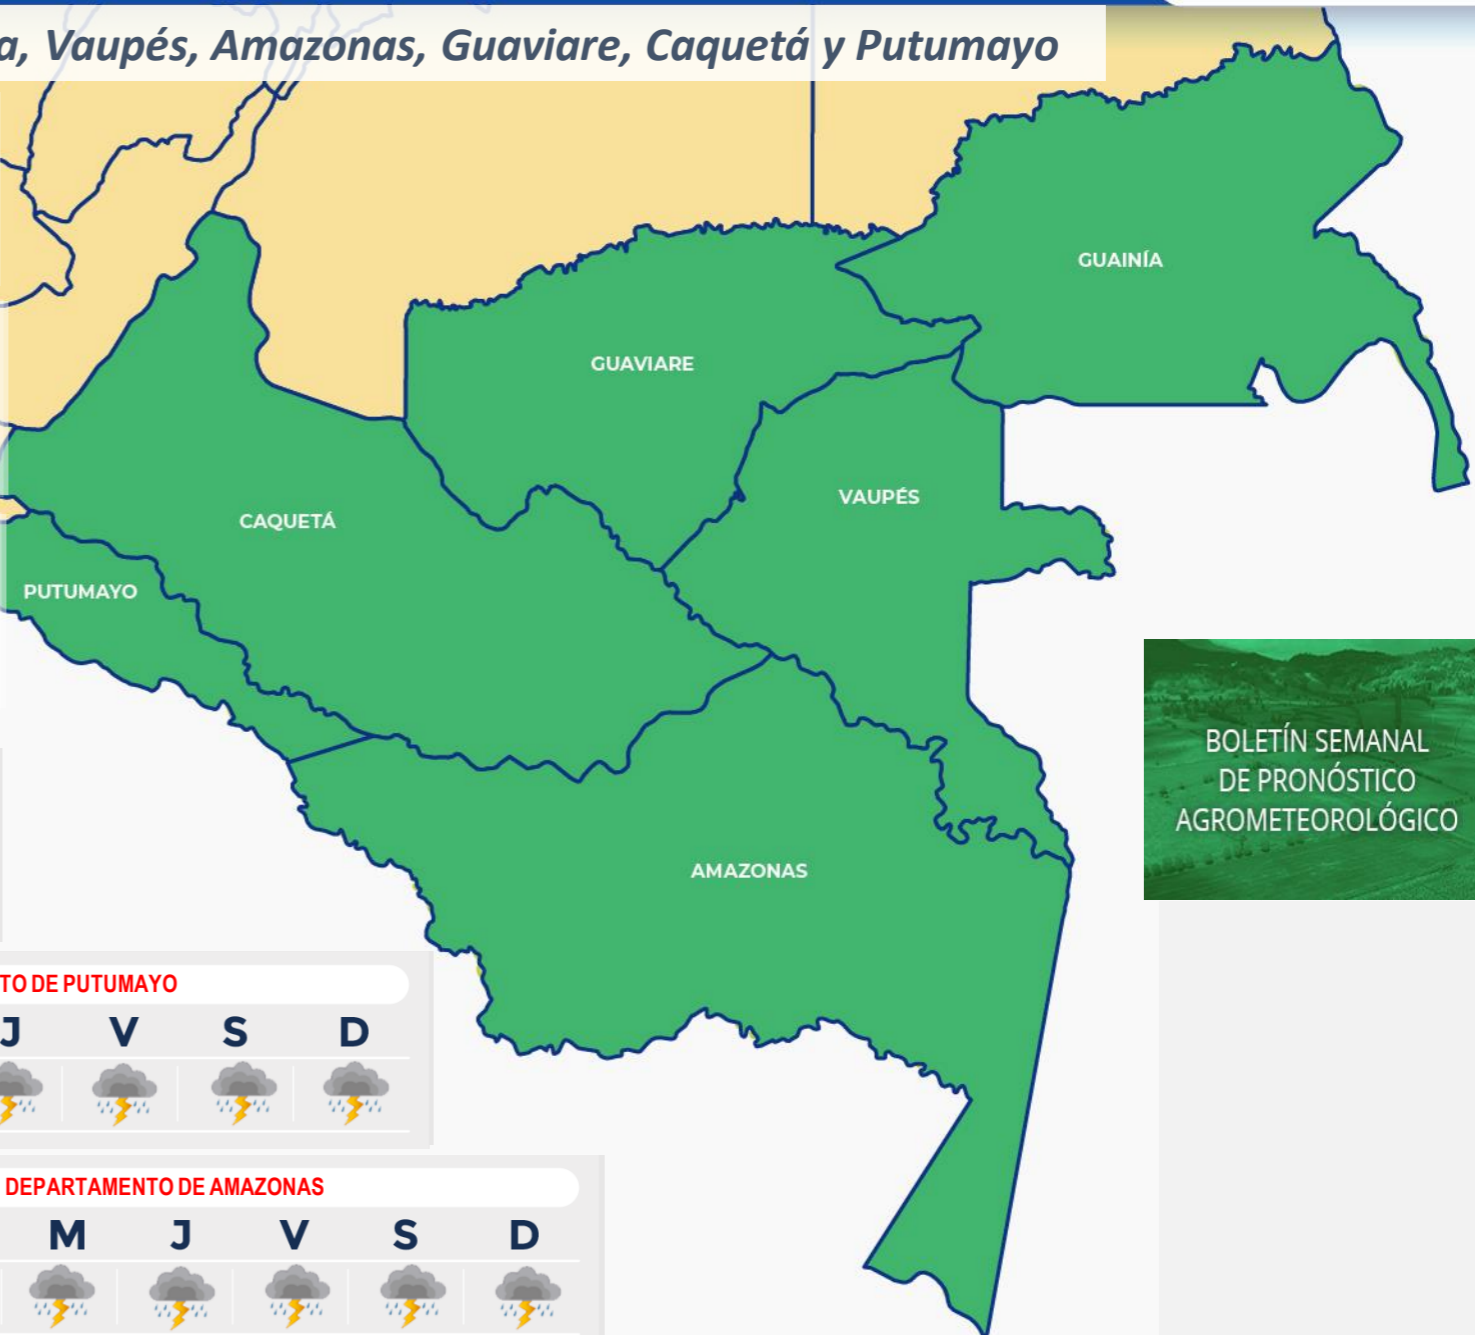 a, Vaupés, Amazonas, Guaviare, Caquetá y Putumayo
GUAINÍA
GUAVIARE
VAUPÉS
CAQUETÁ
PUTUMAYO
BOLETÍN SEMANAL
DE PRONÓSTICO
AGROMETEOROLÓGICO
AMAZONAS
TO DE PUTUMAYO
J V S D
DEPARTAMENTO DE AMAZONAS
M J V S D